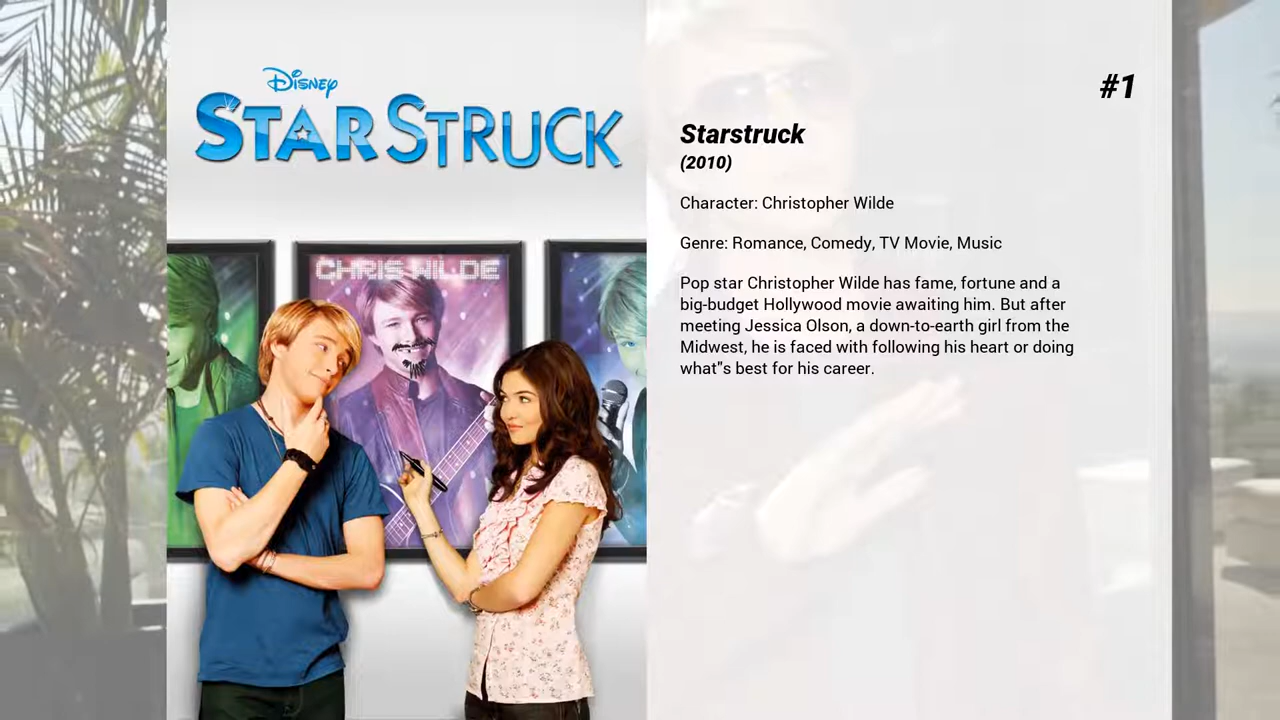 Disney
STARSTRUCK
CHRIS WILDE
#1
Starstruck
(2010)
Character: Christopher Wilde
Genre: Romance, Comedy, TV Movie, Music
Pop star Christopher Wilde has fame, fortune and a
big-budget Hollywood movie awaiting him. But after
meeting Jessica Olson, a down-to-earth girl from the
Midwest, he is faced with following his heart or doing
what"s best for his career.